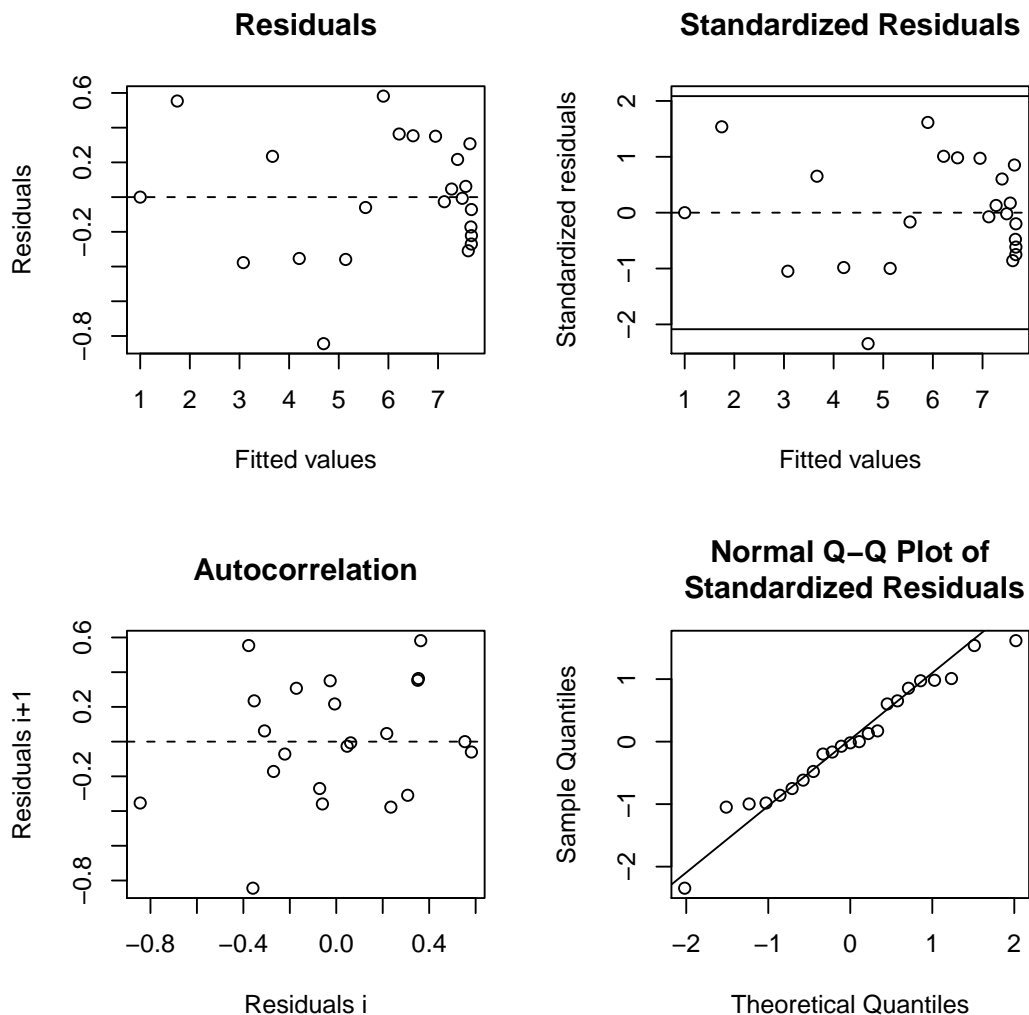 Residuals
Residuals
0.6
0.2
−0.2
−0.8
1 2 3 4 5 6 7
Fitted values
Standardized Residuals
Standardized residuals
2
1
0
−1
−2
1 2 3 4 5 6 7
Fitted values
Autocorrelation
Residuals i+1
0.6
0.2
−0.2
−0.8
−0.8 −0.4 0.0 0.4
Residuals i
Normal Q−Q Plot of
Standardized Residuals
Sample Quantiles
1
0
−1
−2
−2 −1 0 1 2
Theoretical Quantiles